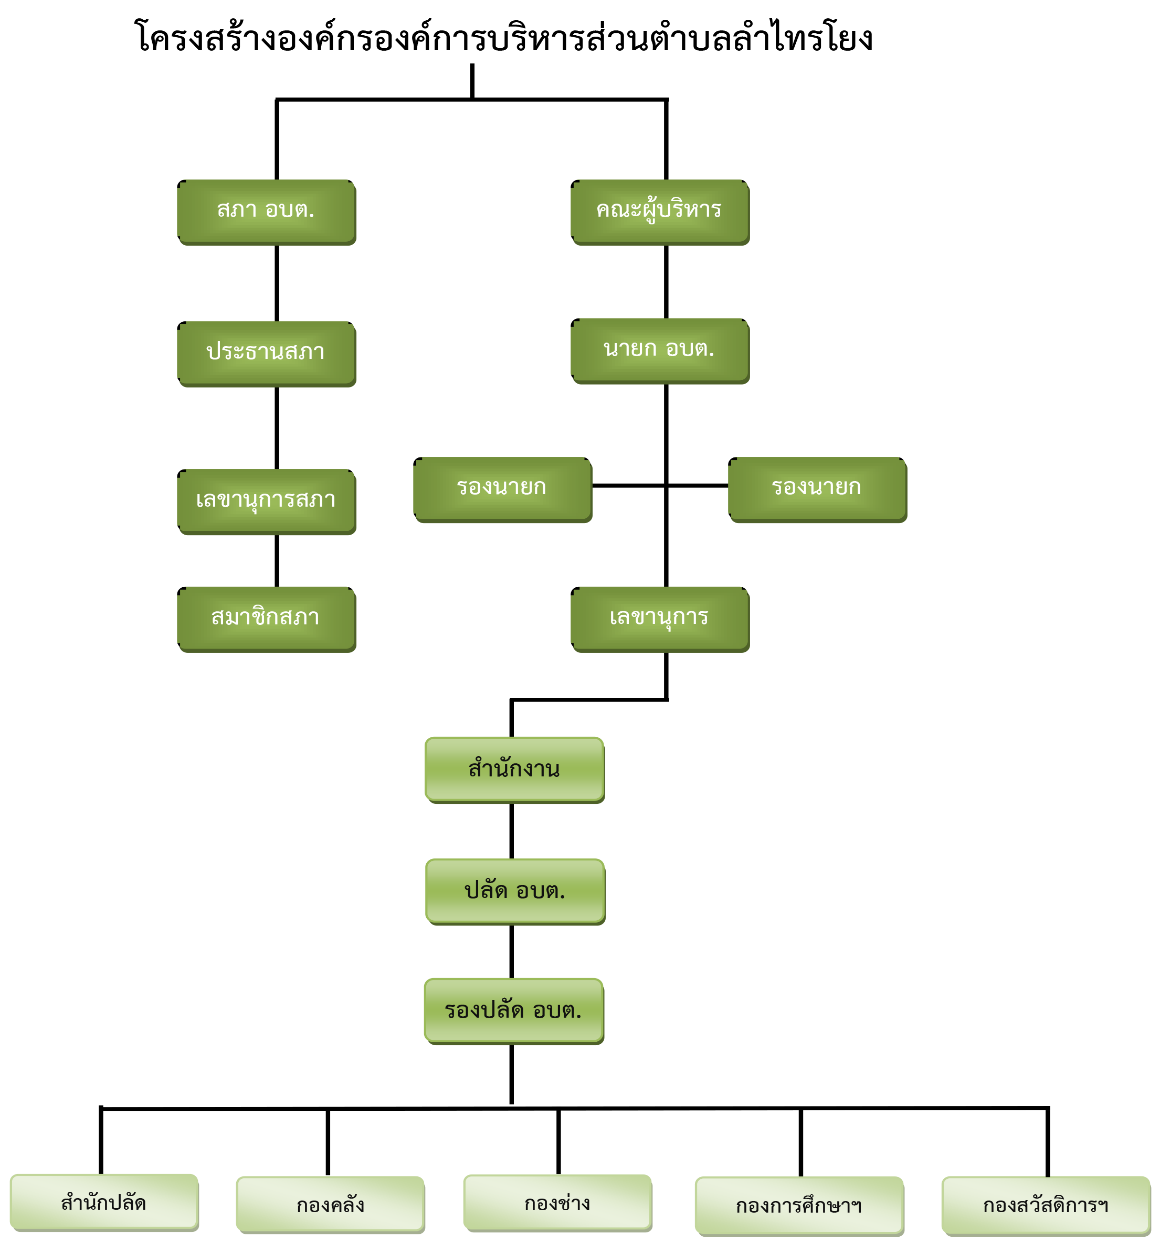 โครงสร้างองค์กรองค์การบริหารส่วนตำบลลำไทรโยง
สภา อบต.
คณะผู้บริหาร
ประธานสภา
นายก อบต.
เลขานุการสภา
รองนายก
รองนายก
สมาชิกสภา
เลขานุการ
สำนักงาน
ปลัด อบต.
รองปลัด อบต.
สำนักปลัด
กองคลัง
กองช่าง
กองการศึกษาฯ
กองสวัสดิการฯ